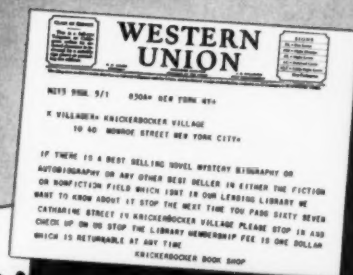 WESTERN
UNION
SIGNS
830A= NEW YORK NY=
VILLAGER= KNICKERBOCKER VILLAGE
10 40 MONROE STREET NEW YORK CITY=
IF THERE IS A BEST SELLING NOVEL MYSTERY BIOGRAPHY OR
AUTOBIOGRAPHY OR ANY OTHER BEST SELLER IN EITHER THE FICTION
OR NONFICTION FIELD WHICH ISNT IN OUR LENDING LIBRARY WE
WANT TO KNOW ABOUT IT STOP THE NEXT TIME YOU PASS SIXTY SEVEN
CATHARINE STREET IN KNICKERBOCKER VILLAGE PLEASE STOP IN AND
CHECK UP ON US STOP THE LIBRARY MEMBERSHIP FEE IS ONE DOLLAR
WHICH IS RETURNABLE AT ANY TIME
KNICKERBOCKER BOOK SHOP